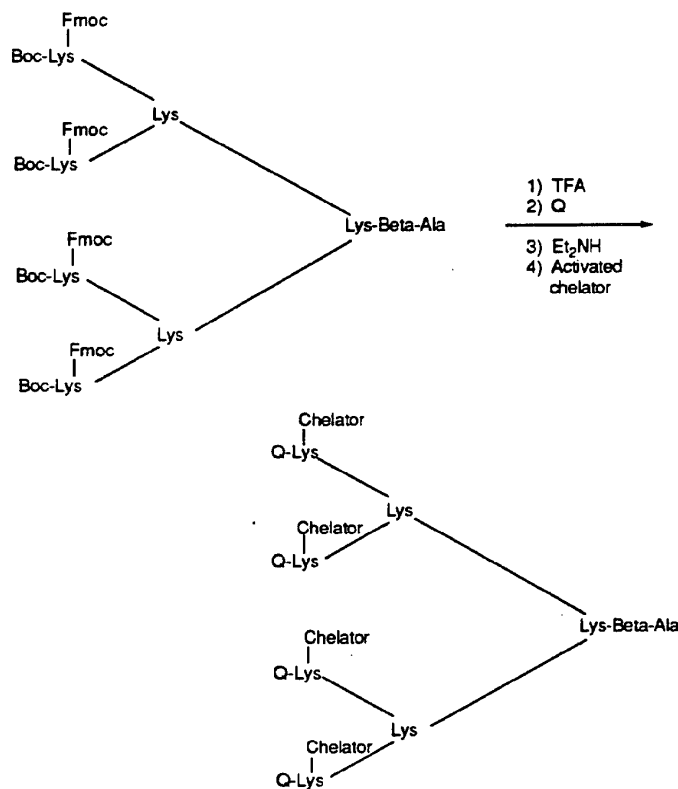 Fmoc
Boc-Lys
Lys
Fmoc
Boc-Lys
Lys-Beta-Ala
Fmoc
Boc-Lys
Lys
Fmoc
Boc-Lys
1) TFA
2) Q
3) Et₂NH
4) Activated
chelator
Chelator
Q-Lys
Lys
Chelator
Q-Lys
Lys-Beta-Ala
Chelator
Q-Lys
Lys
Chelator
Q-Lys